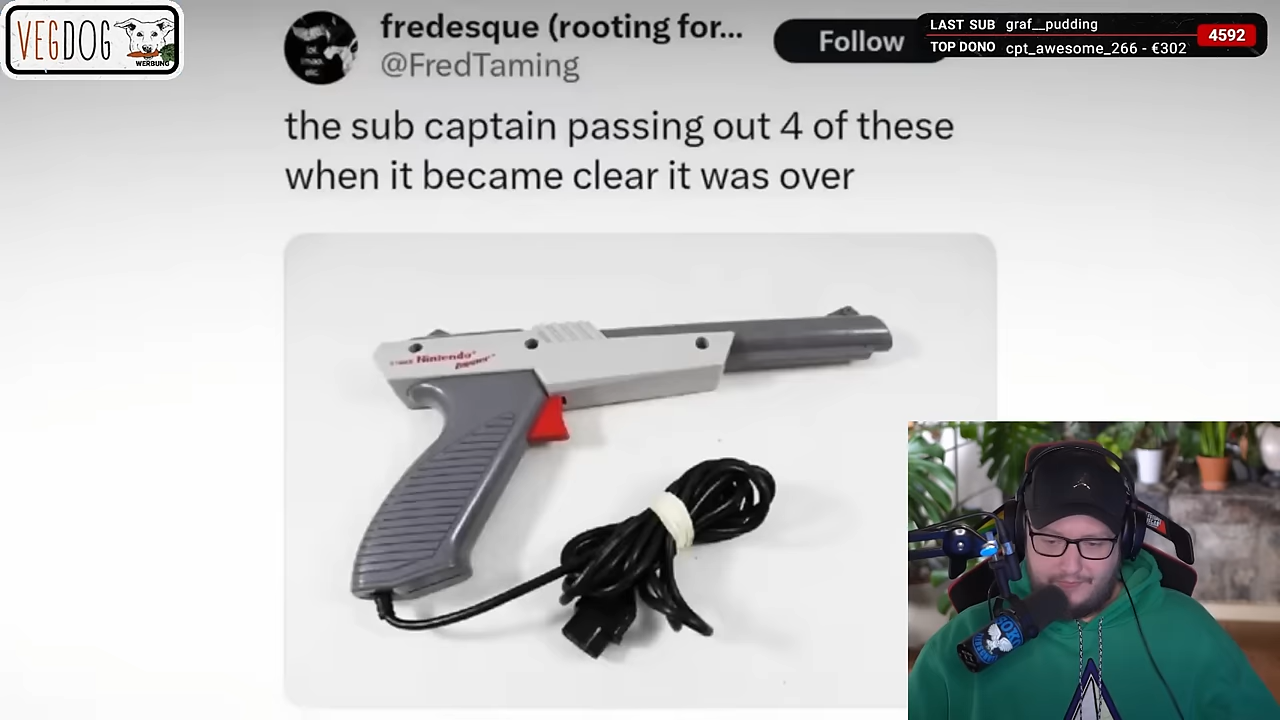 VEGDOG
WERBUNG
fredesque (rooting for...
@FredTaming
Follow
LAST SUB graf__pudding
TOP DONO cpt_awesome_266 - €302
4592
the sub captain passing out 4 of these
when it became clear it was over
Nintendo